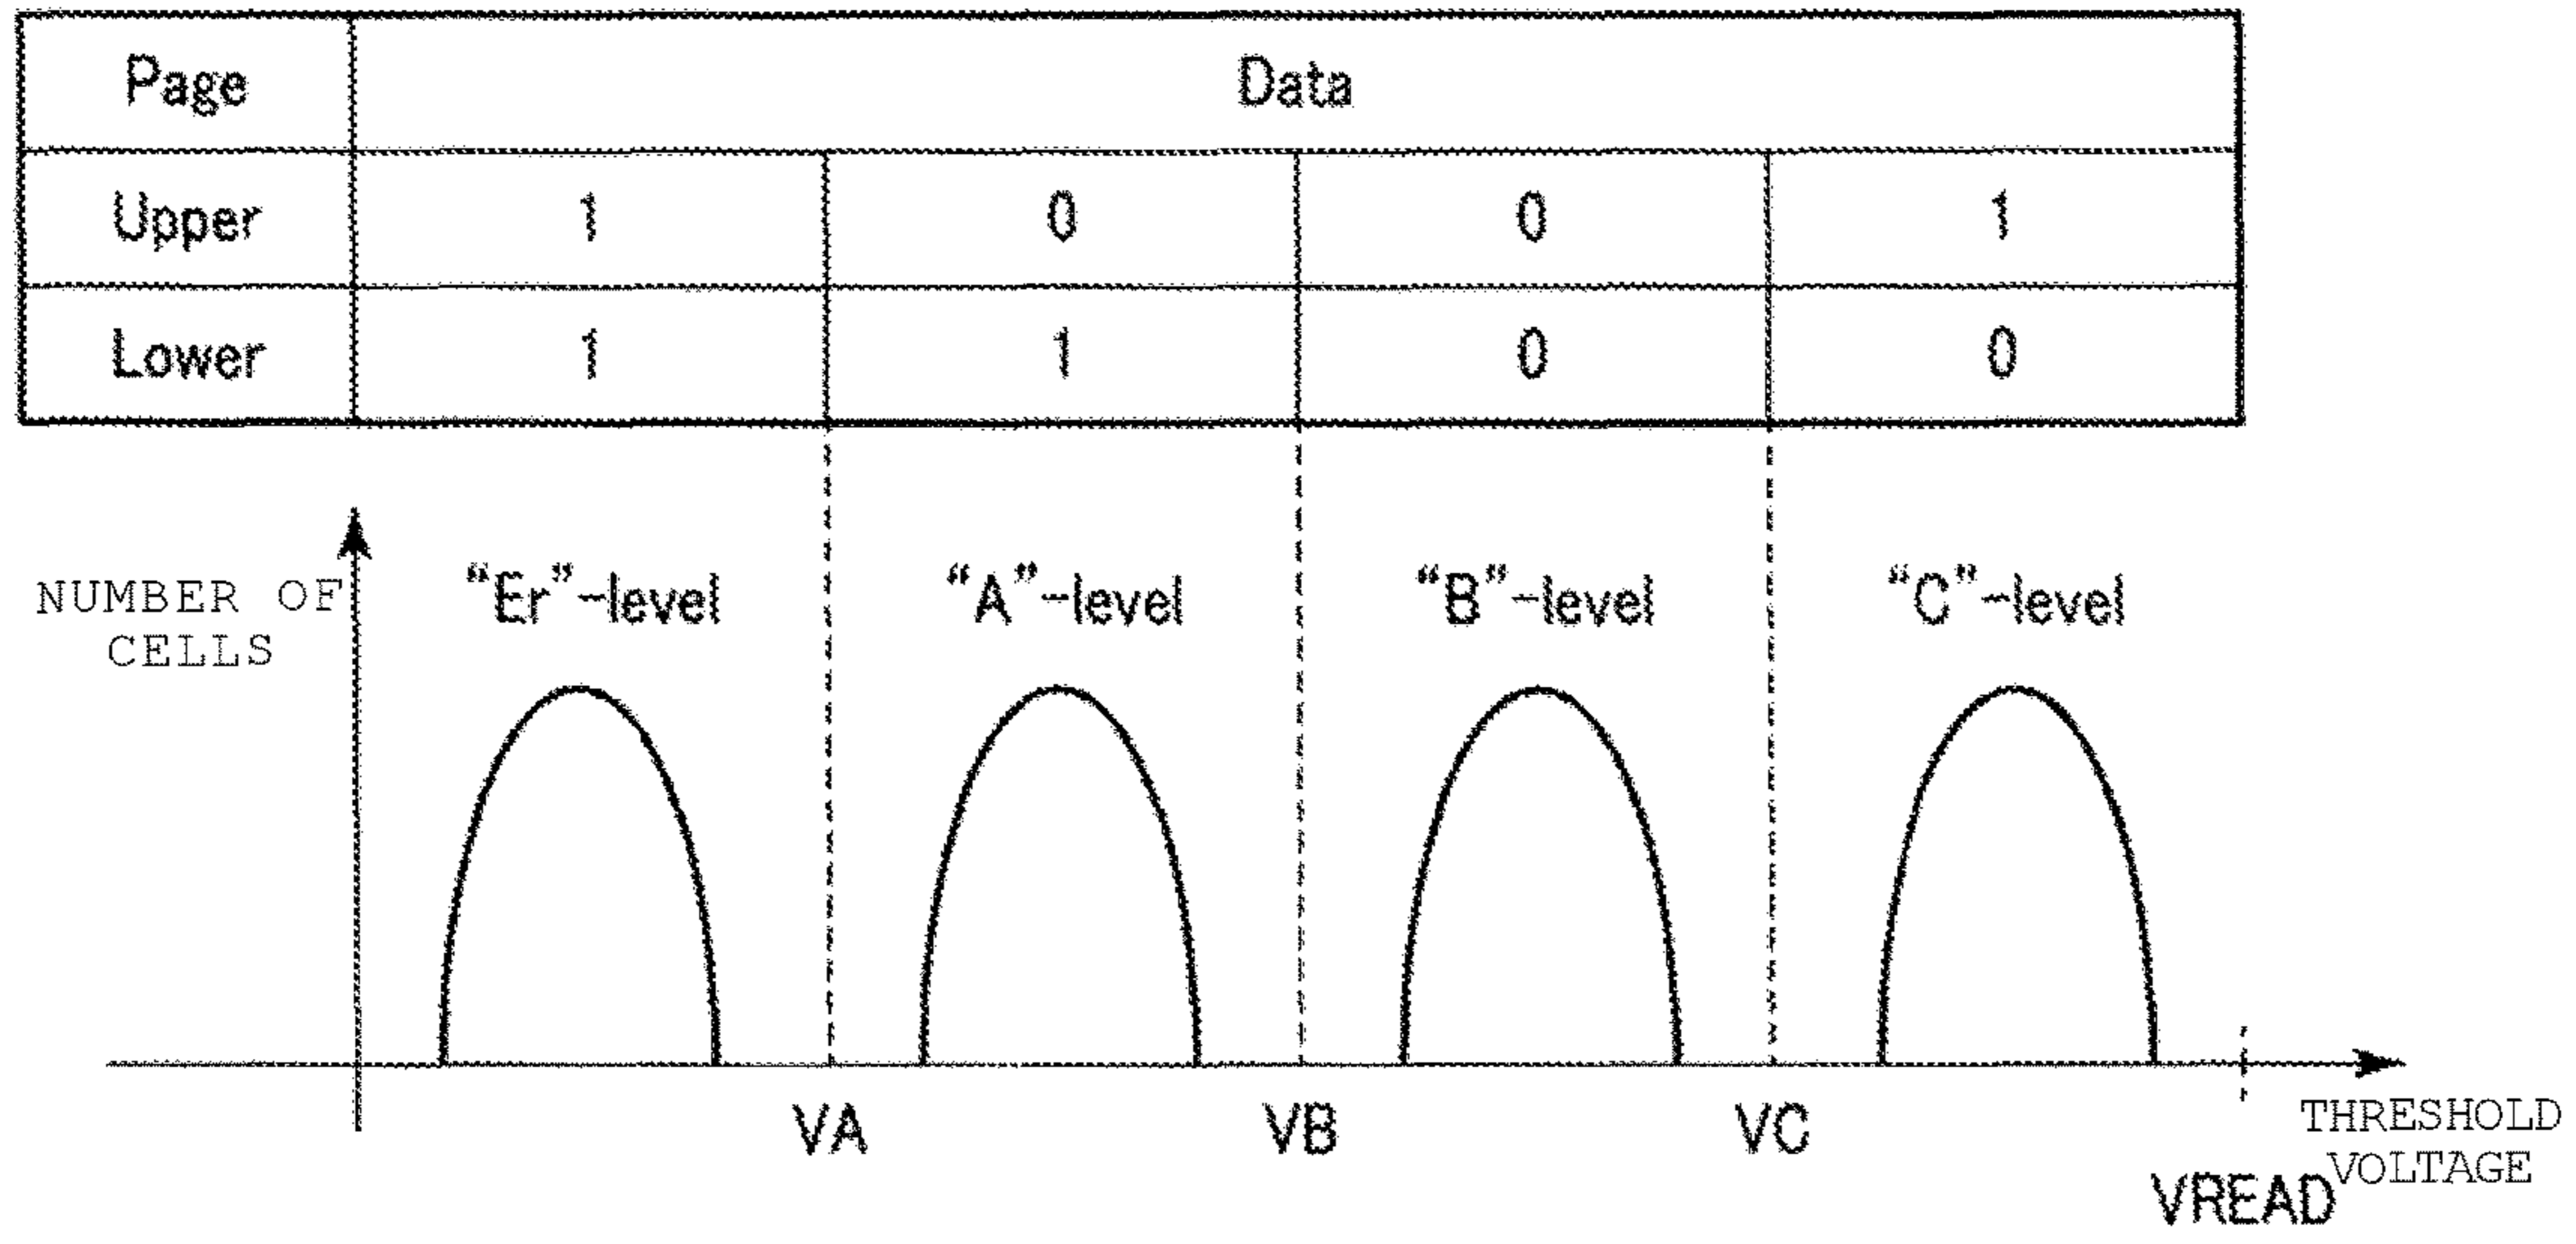 Page Data
Upper 1 0 0 1
Lower 1 1 0 0
NUMBER OF
CELLS
“Er”-level “A”-level “B”-level “C”-level
VA VB VC
THRESHOLD
VOLTAGE
VREAD